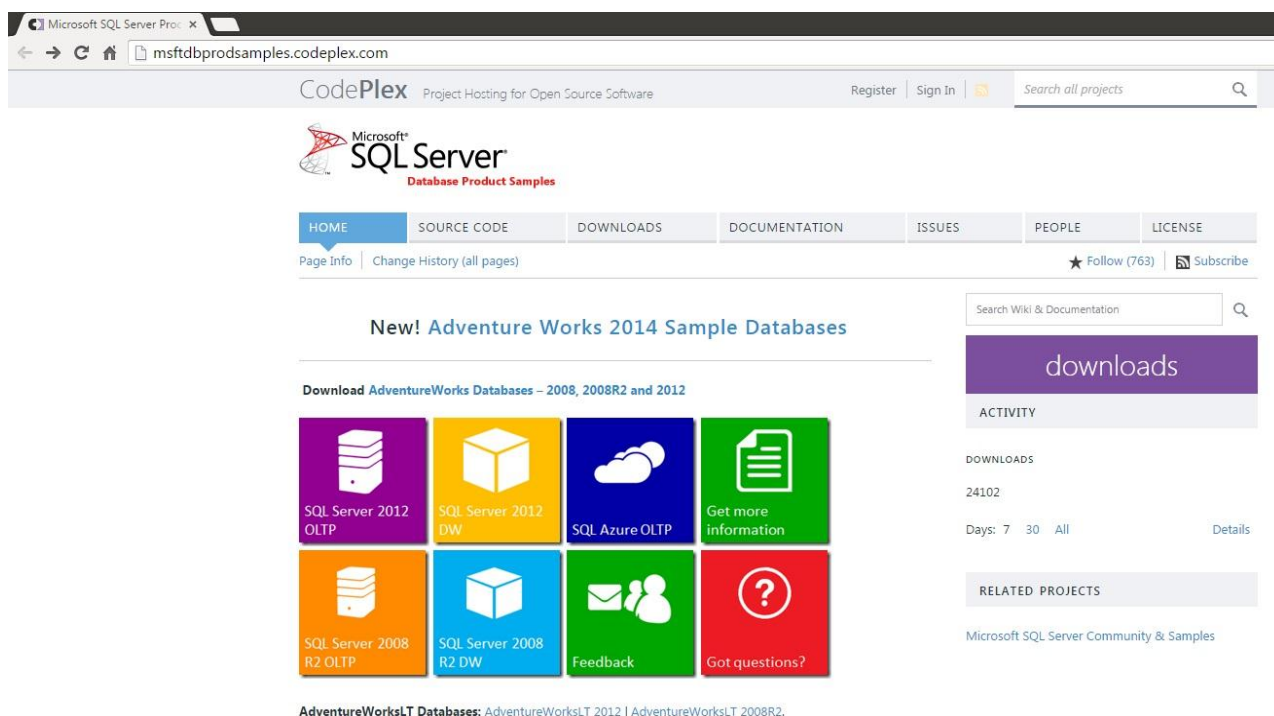 Microsoft SQL Server Proc
msftdbprodsamples.codeplex.com
CodePlex Project Hosting for Open Source Software
Register Sign In Search all projects
Microsoft®
SQL Server®
Database Product Samples
HOME SOURCE CODE DOWNLOADS DOCUMENTATION ISSUES PEOPLE LICENSE
Page Info Change History (all pages) Follow (763) Subscribe
New! Adventure Works 2014 Sample Databases
Search Wiki & Documentation
downloads
Download AdventureWorks Databases – 2008, 2008R2 and 2012
ACTIVITY
DOWNLOADS
24102
Days: 7 30 All Details
SQL Server 2012
OLTP
SQL Server 2012
DW
SQL Azure OLTP
Get more
information
SQL Server 2008
R2 OLTP
SQL Server 2008
R2 DW
Feedback
Got questions?
RELATED PROJECTS
Microsoft SQL Server Community & Samples
AdventureWorksLT Databases: AdventureWorksLT 2012 | AdventureWorksLT 2008R2.